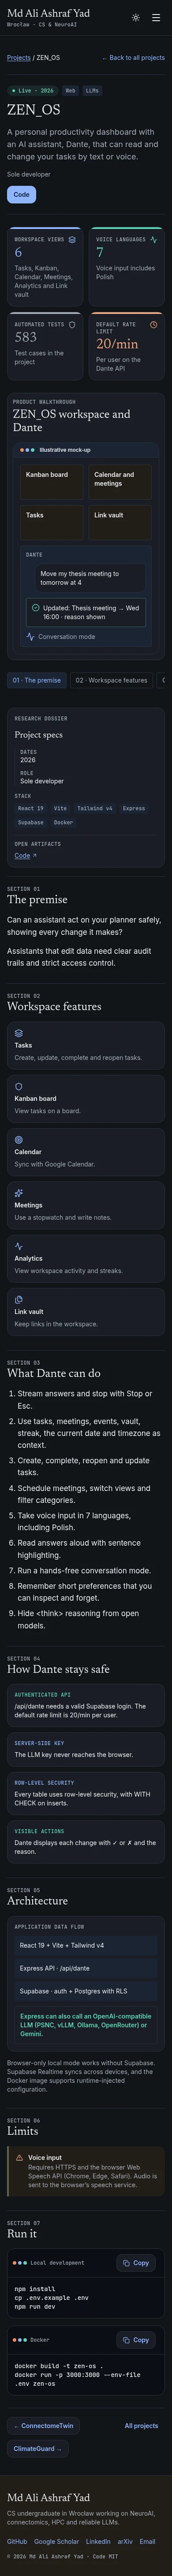 Md Ali Ashraf Yad
Wrocław · CS & NeuroAI
Projects / ZEN_OS
← Back to all projects
Live · 2026
Web
LLMs
ZEN_OS
A personal productivity dashboard with
an AI assistant, Dante, that can read and
change your tasks by text or voice.
Sole developer
Code
WORKSPACE VIEWS
6
Tasks, Kanban,
Calendar, Meetings,
Analytics and Link
vault
VOICE LANGUAGES
7
Voice input includes
Polish
AUTOMATED TESTS
583
Test cases in the
project
DEFAULT RATE
LIMIT
20/min
Per user on the
Dante API
PRODUCT WALKTHROUGH
ZEN_OS workspace and
Dante
Illustrative mock-up
Kanban board
Calendar and
meetings
Tasks
Link vault
DANTE
Move my thesis meeting to
tomorrow at 4
Updated: Thesis meeting → Wed
16:00 · reason shown
Conversation mode
01 · The premise
02 · Workspace features
RESEARCH DOSSIER
Project specs
DATES
2026
ROLE
Sole developer
STACK
React 19
Vite
Tailwind v4
Express
Supabase
Docker
OPEN ARTIFACTS
Code ↗
SECTION 01
The premise
Can an assistant act on your planner safely,
showing every change it makes?
Assistants that edit data need clear audit
trails and strict access control.
SECTION 02
Workspace features
Tasks
Create, update, complete and reopen tasks.
Kanban board
View tasks on a board.
Calendar
Sync with Google Calendar.
Meetings
Use a stopwatch and write notes.
Analytics
View workspace activity and streaks.
Link vault
Keep links in the workspace.
SECTION 03
What Dante can do
1. Stream answers and stop with Stop or
Esc.
2. Use tasks, meetings, events, vault,
streak, the current date and timezone as
context.
3. Create, complete, reopen and update
tasks.
4. Schedule meetings, switch views and
filter categories.
5. Take voice input in 7 languages,
including Polish.
6. Read answers aloud with sentence
highlighting.
7. Run a hands-free conversation mode.
8. Remember short preferences that you
can inspect and forget.
9. Hide <think> reasoning from open
models.
SECTION 04
How Dante stays safe
AUTHENTICATED API
/api/dante needs a valid Supabase login. The
default rate limit is 20/min per user.
SERVER-SIDE KEY
The LLM key never reaches the browser.
ROW-LEVEL SECURITY
Every table uses row-level security, with WITH
CHECK on inserts.
VISIBLE ACTIONS
Dante displays each change with ✓ or ✗ and the
reason.
SECTION 05
Architecture
APPLICATION DATA FLOW
React 19 + Vite + Tailwind v4
Express API · /api/dante
Supabase · auth + Postgres with RLS
Express can also call an OpenAI-compatible
LLM (PSNC, vLLM, Ollama, OpenRouter) or
Gemini.
Browser-only local mode works without Supabase.
Supabase Realtime syncs across devices, and the
Docker image supports runtime-injected
configuration.
SECTION 06
Limits
Voice input
Requires HTTPS and the browser Web
Speech API (Chrome, Edge, Safari). Audio is
sent to the browser's speech service.
SECTION 07
Run it
Local development
Copy
npm install
cp .env.example .env
npm run dev
Docker
Copy
docker build -t zen-os .
docker run -p 3000:3000 --env-file
.env zen-os
← ConnectomeTwin
All projects
ClimateGuard →
Md Ali Ashraf Yad
CS undergraduate in Wrocław working on NeuroAI,
connectomics, HPC and reliable LLMs.
GitHub
Google Scholar
LinkedIn
arXiv
Email
© 2026 Md Ali Ashraf Yad · Code MIT